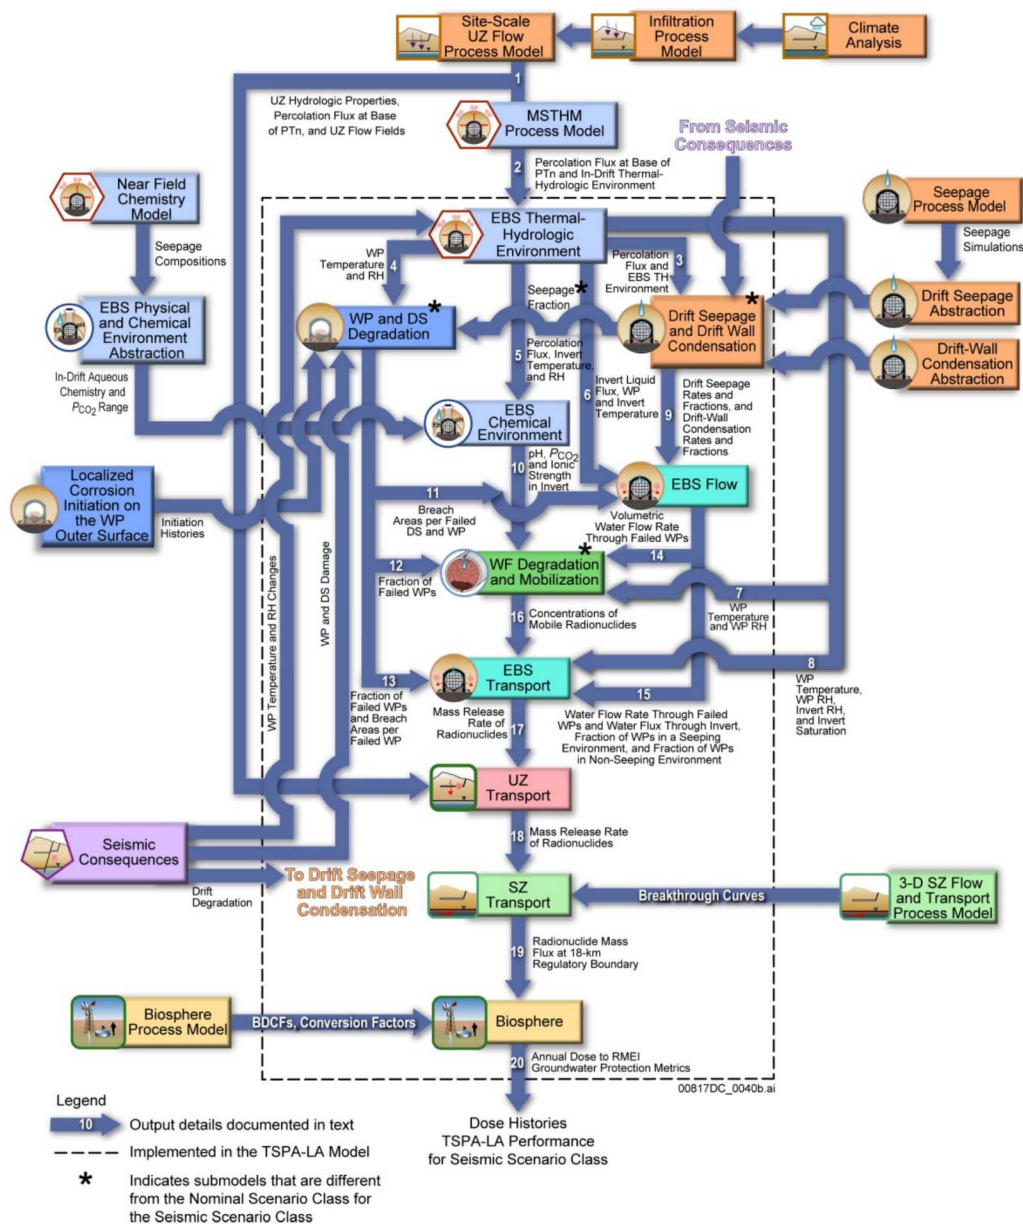 Site-Scale
UZ Flow
Process Model
Infiltration
Process
Model
Climate
Analysis
1
UZ Hydrologic Properties,
Percolation Flux at Base
of PTn, and UZ Flow Fields
MSTHM
Process Model
From Seismic
Consequences
2
Percolation Flux at Base of
PTn and In-Drift Thermal-
Hydrologic Environment
Near Field
Chemistry
Model
Seepage
Process Model
Seepage
Compositions
Seepage
Simulations
EBS Thermal-
Hydrologic
Environment
WP
Temperature
and RH
4
Seepage*
Fraction
Percolation
Flux and
EBS TH
Environment
3
EBS Physical
and Chemical
Environment
Abstraction
WP and DS
Degradation
*
Drift Seepage
and Drift Wall
Condensation
*
Drift Seepage
Abstraction
Drift-Wall
Condensation
Abstraction
5
Percolation
Flux, Invert
Temperature,
and RH
6
Invert Liquid
Flux, WP
and Invert
Temperature
9
Drift Seepage
Rates and
Fractions, and
Drift-Wall
Condensation
Rates and
Fractions
In-Drift Aqueous
Chemistry and
PCO2 Range
EBS
Chemical
Environment
10
pH, PCO2
and Ionic
Strength
in Invert
EBS Flow
Localized
Corrosion
Initiation on
the WP
Outer Surface
Initiation
Histories
11
Breach
Areas per Failed
DS and WP
Volumetric
Water Flow Rate
Through Failed WPs
14
12
Fraction of
Failed WPs
WF Degradation
and Mobilization
*
7
WP
Temperature
and WP RH
WP Temperature and RH Changes
WP and DS Damage
16
Concentrations of
Mobile Radionuclides
EBS
Transport
8
WP
Temperature,
WP RH,
Invert RH,
and Invert
Saturation
13
Fraction of
Failed WPs
and Breach
Areas per
Failed WP
Mass Release
Rate of
Radionuclides
17
15
Water Flow Rate Through Failed
WPs and Water Flux Through Invert,
Fraction of WPs in a Seeping
Environment, and Fraction of WPs
in Non-Seeping Environment
UZ
Transport
18
Mass Release Rate
of Radionuclides
Seismic
Consequences
Drift
Degradation
To Drift Seepage
and Drift Wall
Condensation
SZ
Transport
Breakthrough Curves
3-D SZ Flow
and Transport
Process Model
19
Radionuclide Mass
Flux at 18-km
Regulatory Boundary
Biosphere
Process Model
BDCFs, Conversion Factors
Biosphere
20
Annual Dose to RMEI
Groundwater Protection Metrics
00817DC_0040b.ai
Dose Histories
TSPA-LA Performance
for Seismic Scenario Class
Legend
10
Output details documented in text
Implemented in the TSPA-LA Model
*
Indicates submodels that are different
from the Nominal Scenario Class for
the Seismic Scenario Class